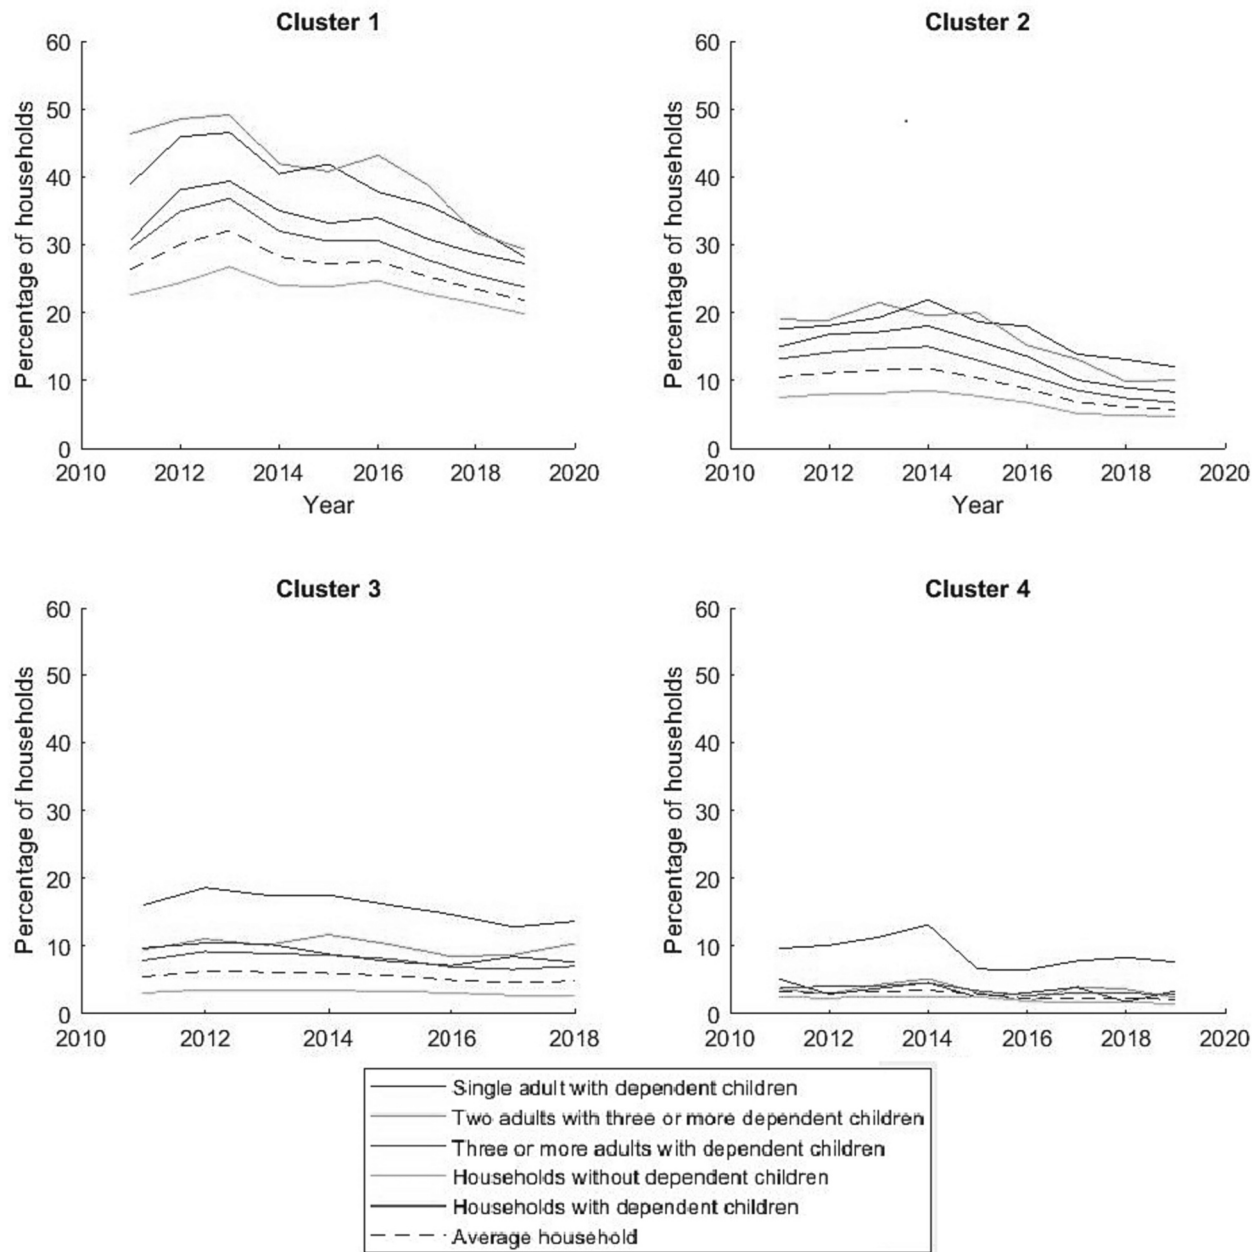 Cluster 1
60
50
40
30
20
10
0
Percentage of households
2010 2012 2014 2016 2018 2020
Year
Cluster 2
60
50
40
30
20
10
0
Percentage of households
2010 2012 2014 2016 2018 2020
Year
Cluster 3
60
50
40
30
20
10
0
Percentage of households
2010 2012 2014 2016 2018
Cluster 4
60
50
40
30
20
10
0
Percentage of households
2010 2012 2014 2016 2018 2020
Single adult with dependent children
Two adults with three or more dependent children
Three or more adults with dependent children
Households without dependent children
Households with dependent children
Average household